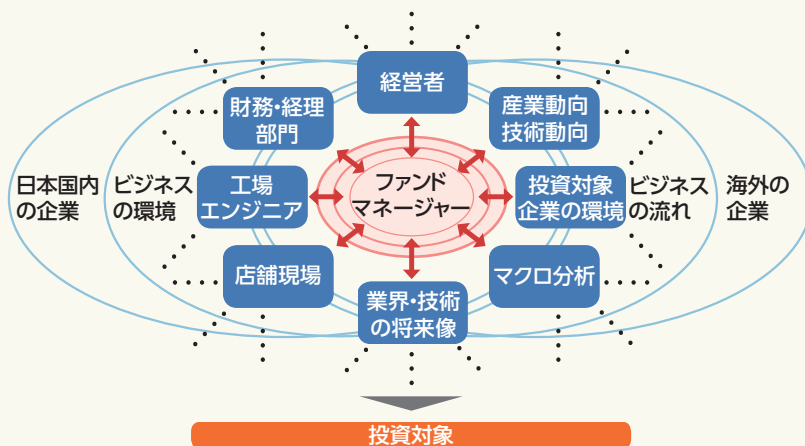 経営者
財務・経理
部門
産業動向
技術動向
日本国内
の企業
ビジネス
の環境
工場
エンジニア
ファンド
マネージャー
投資対象
企業の環境
ビジネス
の流れ
海外の
企業
店舗現場
業界・技術
の将来像
マクロ分析
投資対象